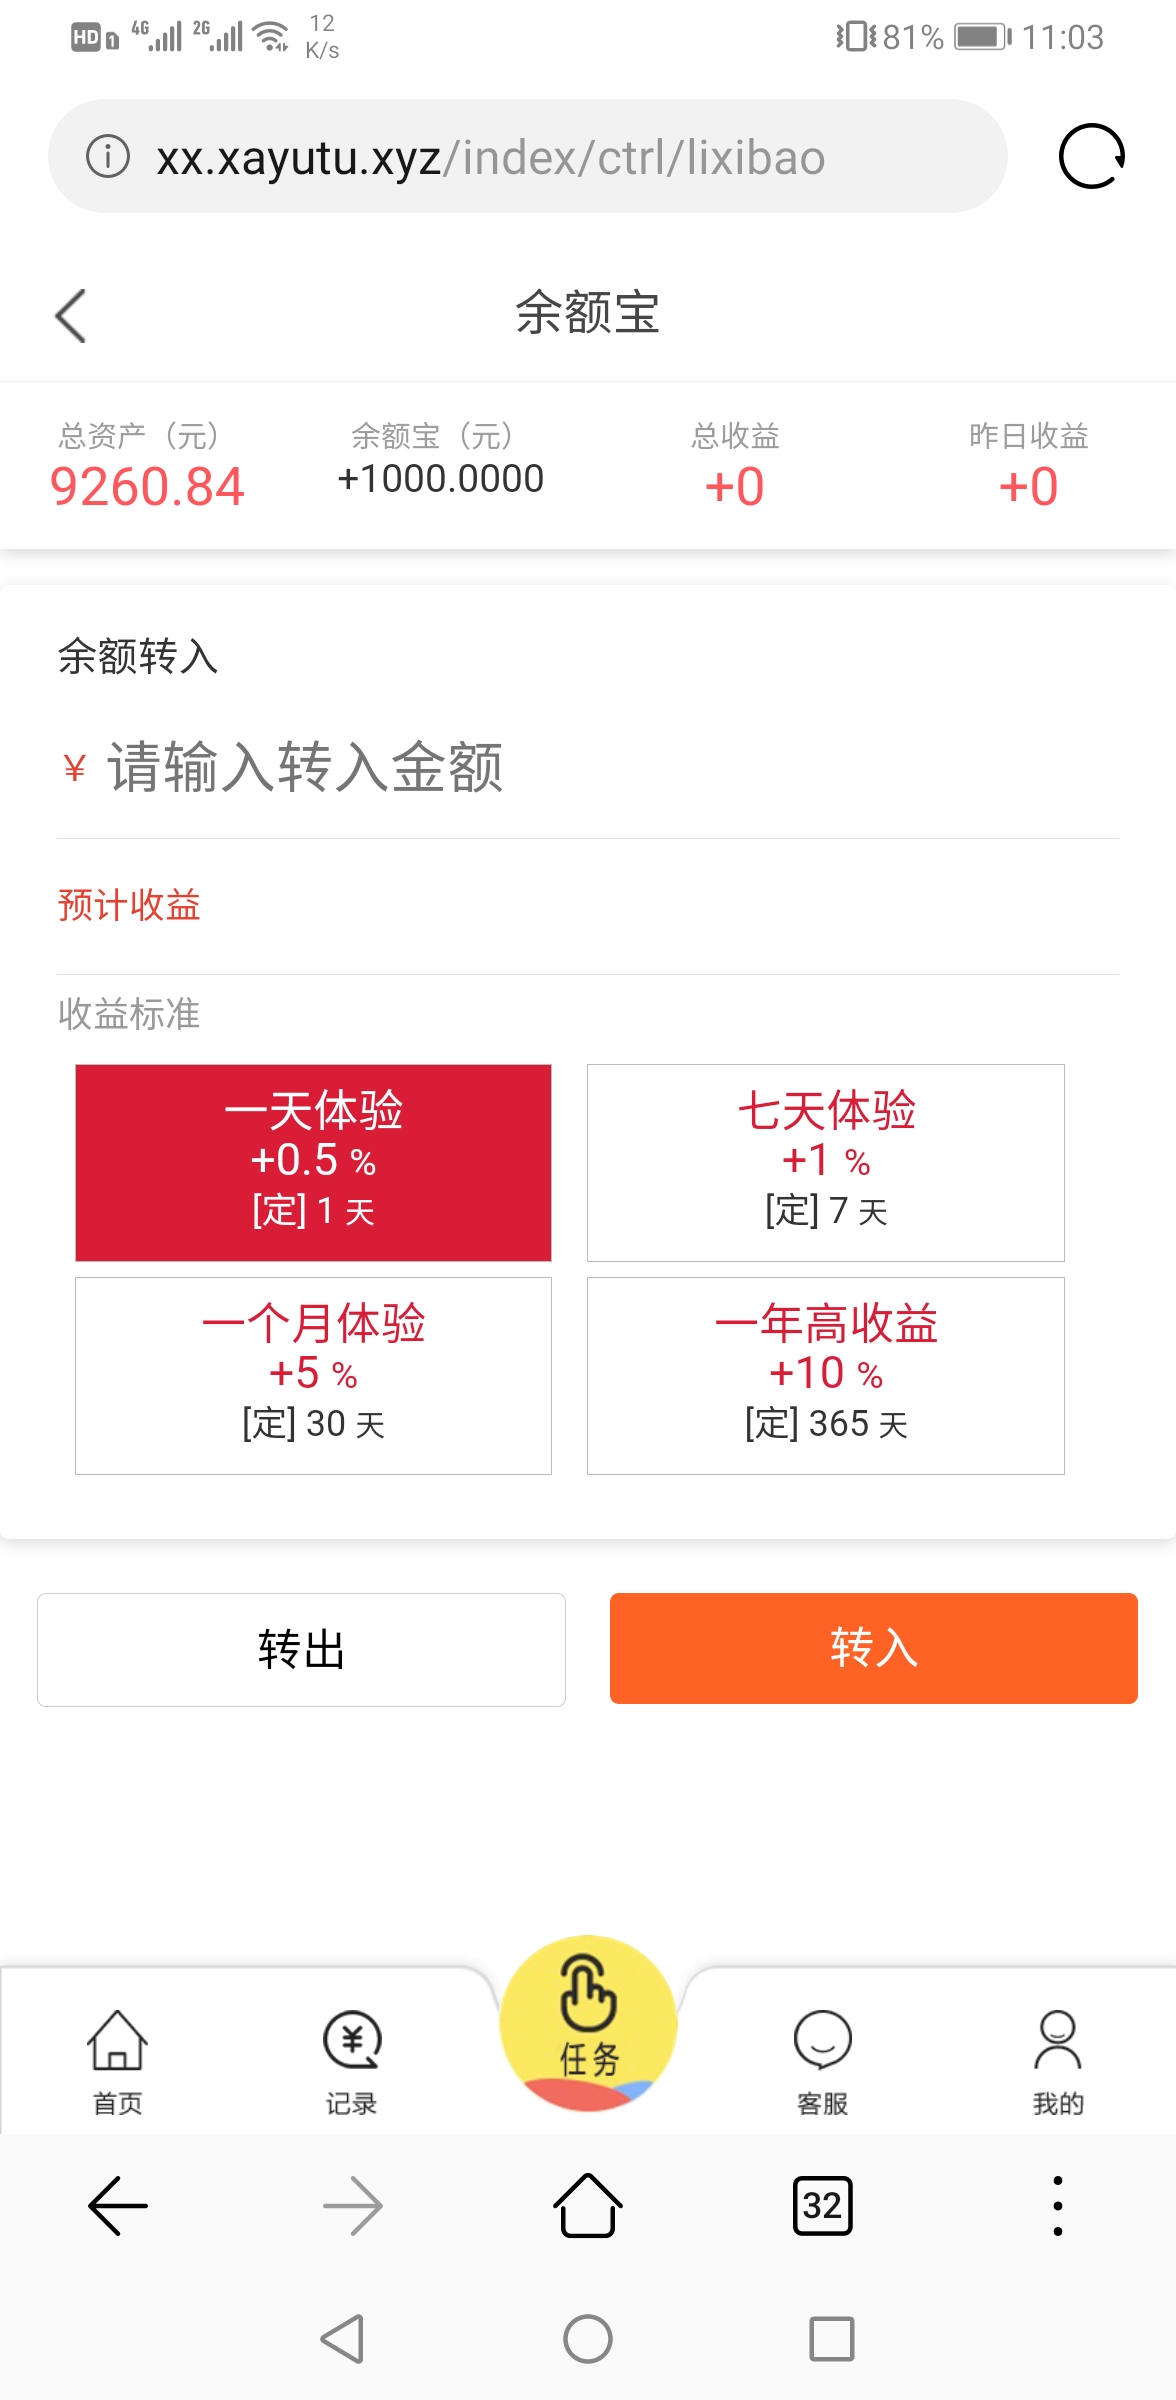 HD 1 4G 2G 12 K/s 81% 11:03
xx.xayutu.xyz/index/ctrl/lixibao
余额宝
总资产（元） 余额宝（元） 总收益 昨日收益
9260.84 +1000.0000 +0 +0
余额转入
¥ 请输入转入金额
预计收益
收益标准
一天体验 七天体验
+0.5 % +1 %
[定] 1 天 [定] 7 天
一个月体验 一年高收益
+5 % +10 %
[定] 30 天 [定] 365 天
转出 转入
首页 记录 任务 客服 我的
32